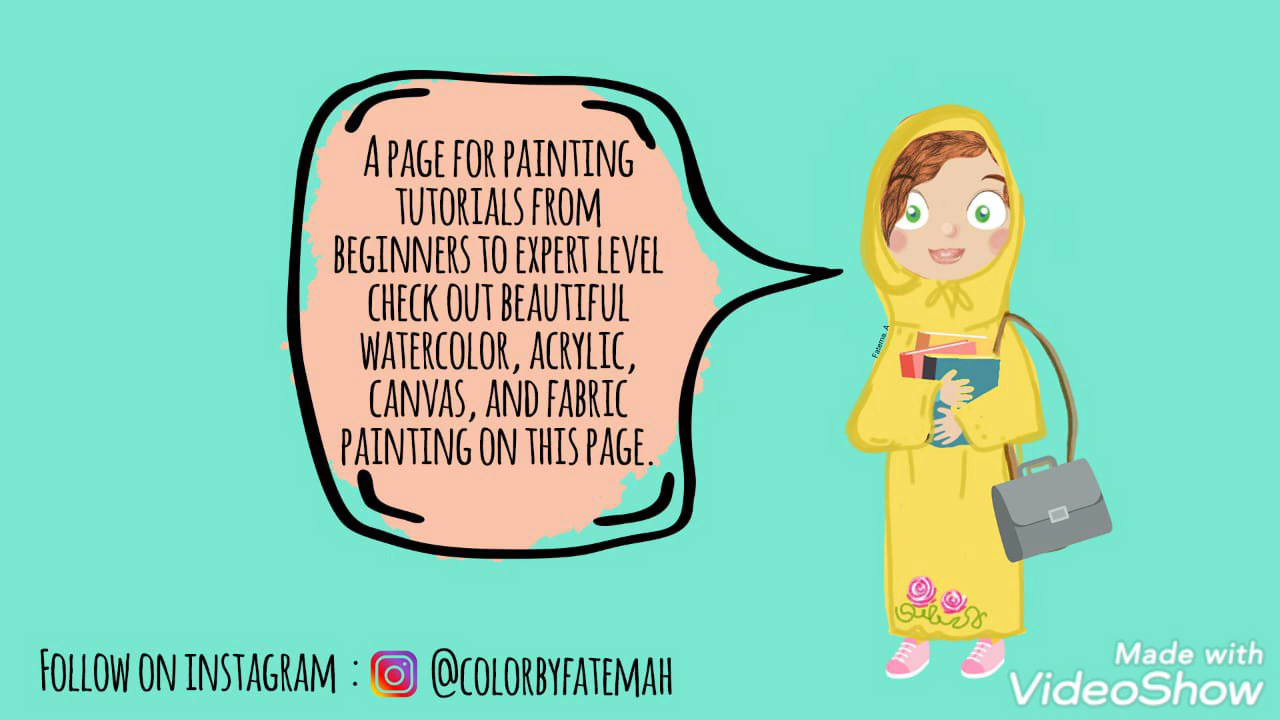 A PAGE FOR PAINTING
TUTORIALS FROM
BEGINNERS TO EXPERT LEVEL
CHECK OUT BEAUTIFUL
WATERCOLOR, ACRYLIC,
CANVAS, AND FABRIC
PAINTING ON THIS PAGE.
Fatema.A
FOLLOW ON INSTAGRAM : @COLORBYFATEMAH
Made with
VideoShow